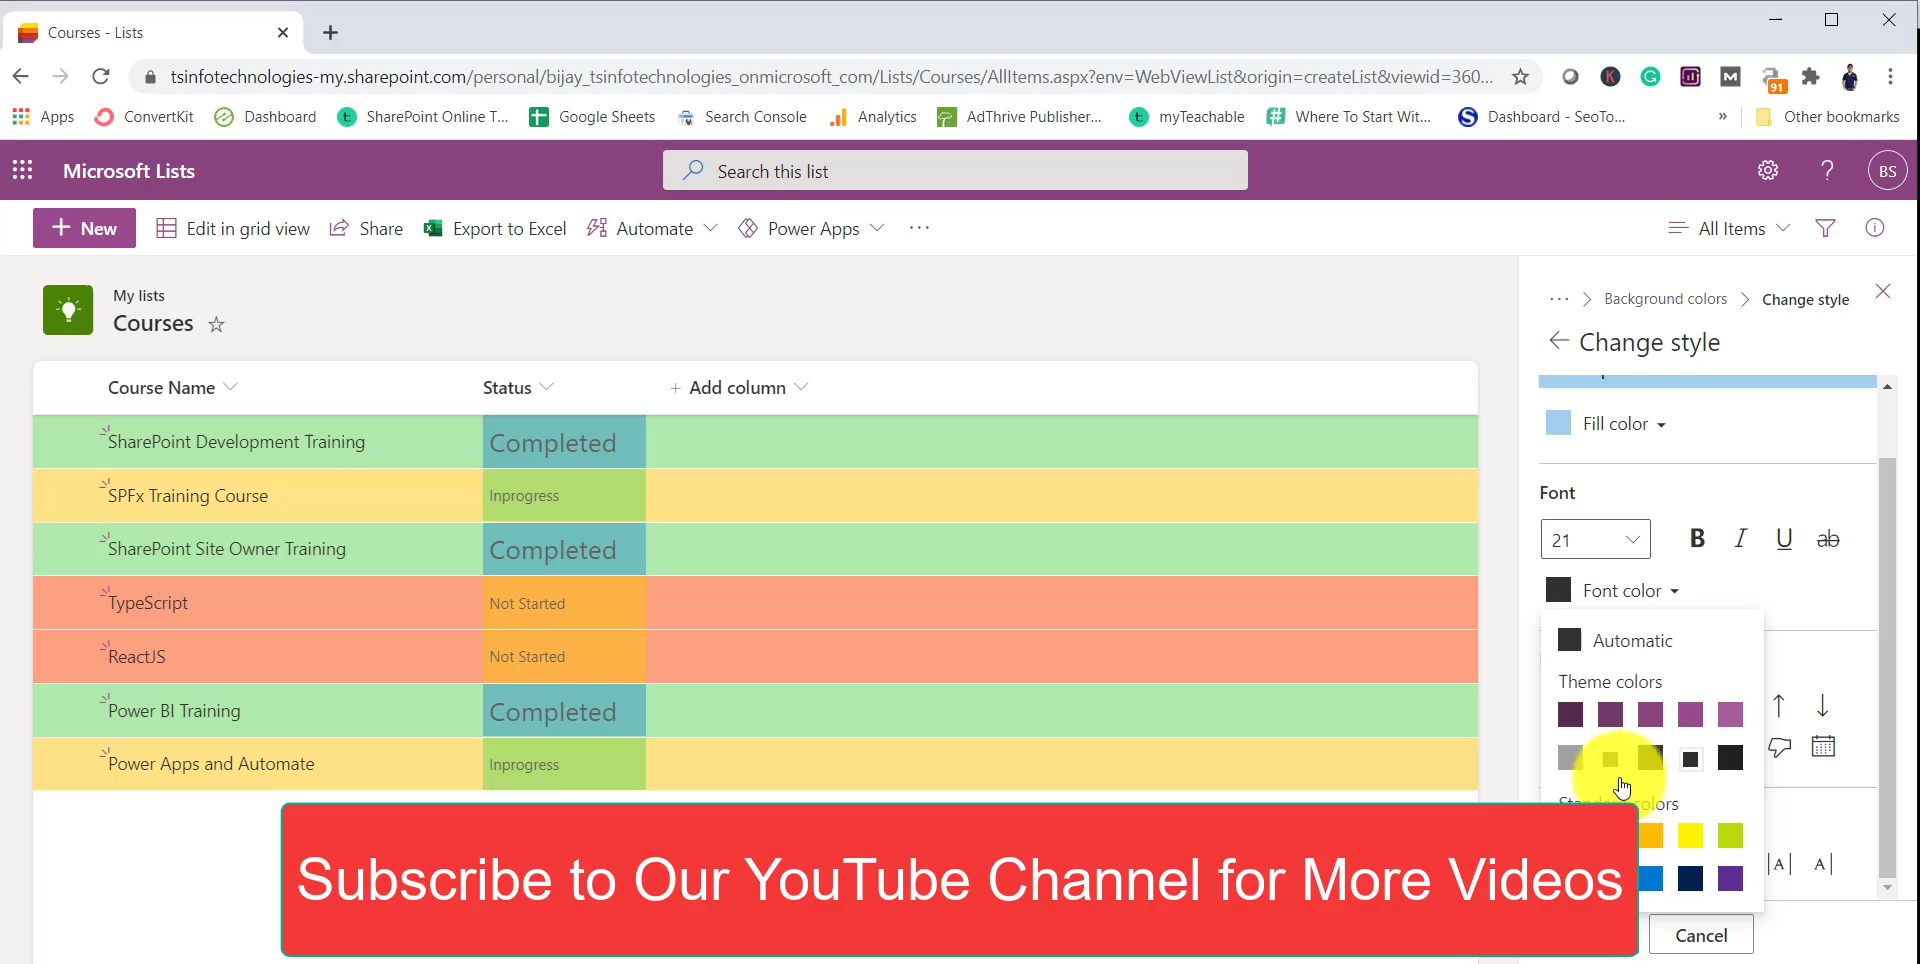 Courses - Lists
tsinfotechnologies-my.sharepoint.com/personal/bijay_tsinfotechnologies_onmicrosoft_com/Lists/Courses/AllItems.aspx?env=WebViewList&origin=createList&viewid=360...
K
M
91
Apps
ConvertKit
Dashboard
SharePoint Online T...
Google Sheets
Search Console
Analytics
AdThrive Publisher...
myTeachable
Where To Start Wit...
Dashboard - SeoTo...
»
Other bookmarks
Microsoft Lists
Search this list
?
BS
+ New
Edit in grid view
Share
Export to Excel
Automate
Power Apps
...
All Items
My lists
Courses
... > Background colors > Change style
Change style
Course Name
Status
+ Add column
SharePoint Development Training
Completed
SPFx Training Course
Inprogress
SharePoint Site Owner Training
Completed
TypeScript
Not Started
ReactJS
Not Started
Power BI Training
Completed
Power Apps and Automate
Inprogress
Fill color
Font
21
B
I
U
ab
Font color
Automatic
Theme colors
Standard colors
|A|
A|
Cancel
Subscribe to Our YouTube Channel for More Videos